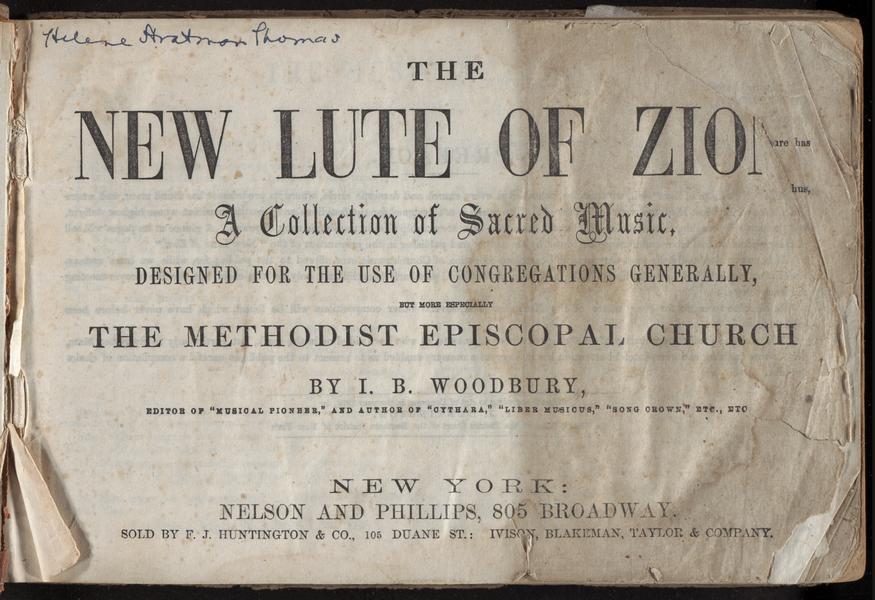 Helene Stratman Thomas
THE
NEW LUTE OF ZION
are has
hus,
A Collection of Sacred Music,
DESIGNED FOR THE USE OF CONGREGATIONS GENERALLY,
BUT MORE ESPECIALLY
THE METHODIST EPISCOPAL CHURCH
BY I. B. WOODBURY,
EDITOR OF "MUSICAL PIONEER," AND AUTHOR OF "CYTHARA," "LIBER MUSICUS," "SONG CROWN," ETC., ETC
NEW YORK:
NELSON AND PHILLIPS, 805 BROADWAY.
SOLD BY F. J. HUNTINGTON & CO., 105 DUANE ST.: IVISON, BLAKEMAN, TAYLOR & COMPANY.